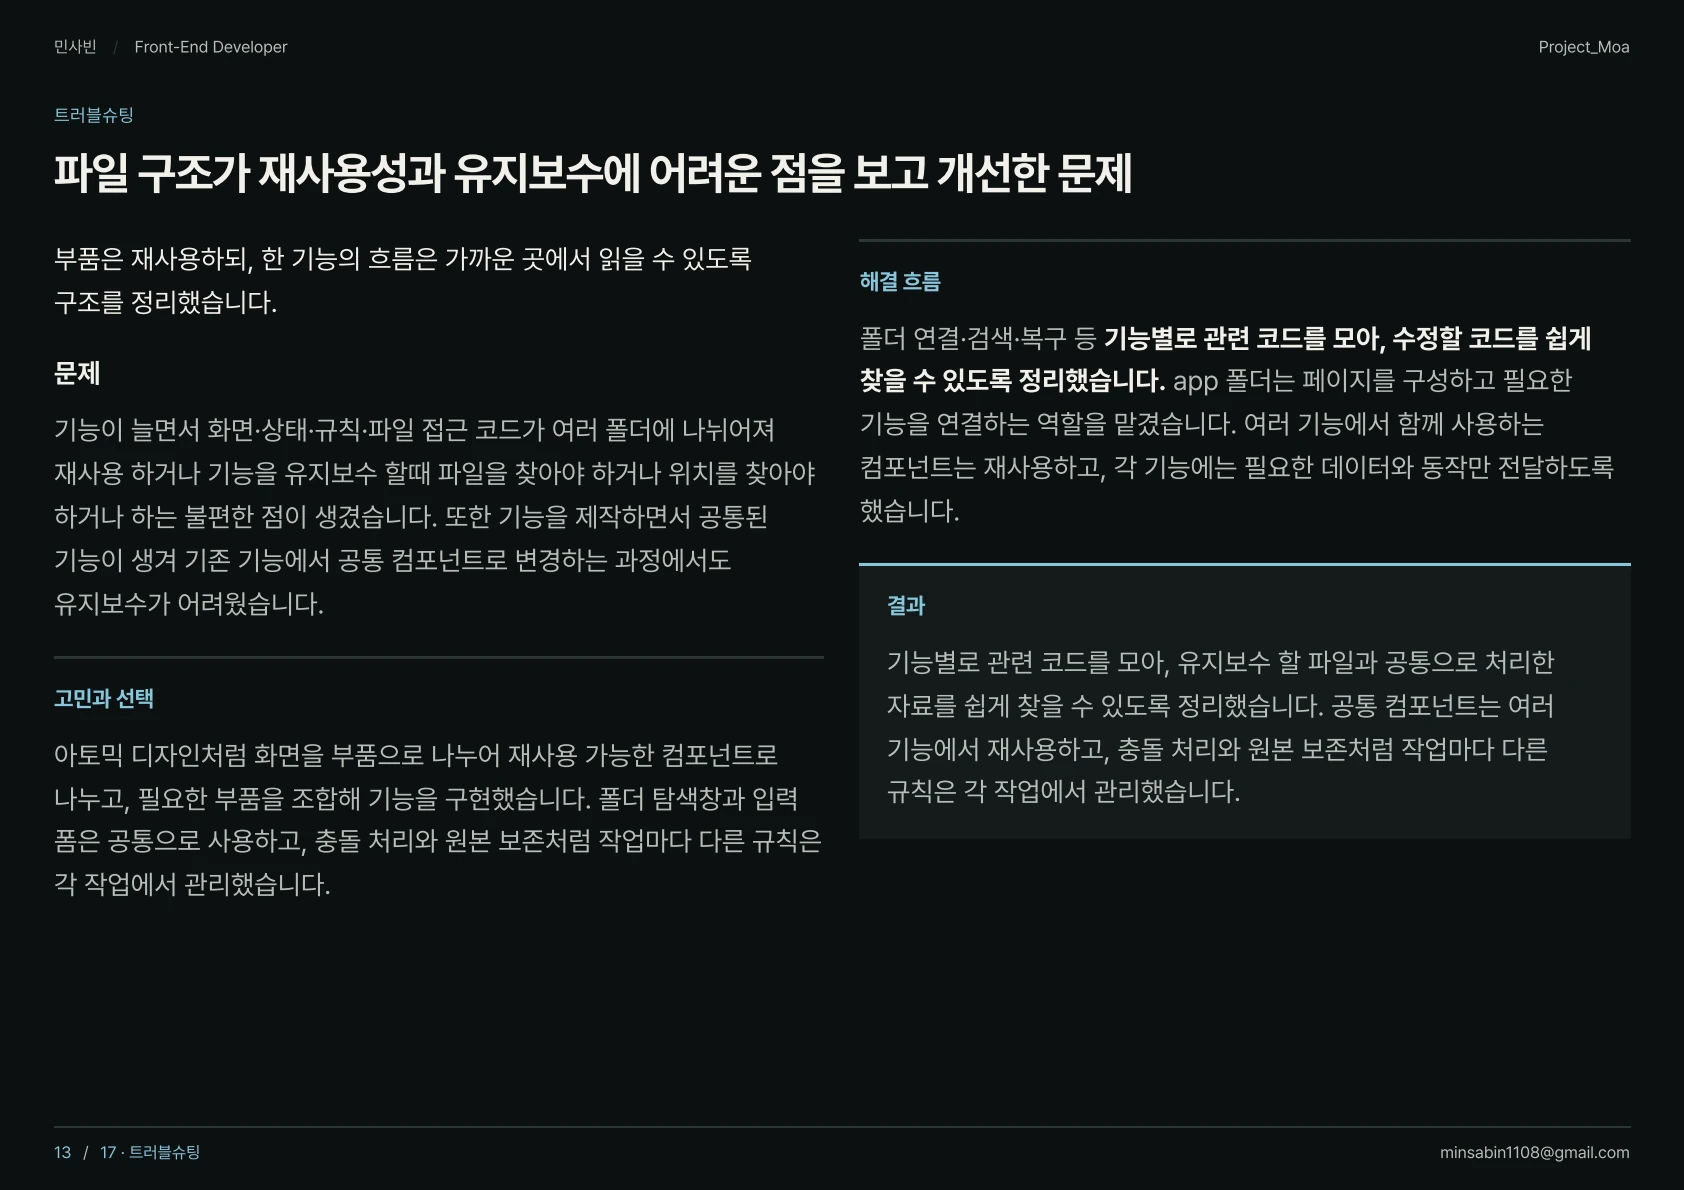 민사빈 / Front-End Developer
Project_Moa
트러블슈팅
파일 구조가 재사용성과 유지보수에 어려운 점을 보고 개선한 문제
부품은 재사용하되, 한 기능의 흐름은 가까운 곳에서 읽을 수 있도록
구조를 정리했습니다.
문제
기능이 늘면서 화면·상태·규칙·파일 접근 코드가 여러 폴더에 나뉘어져
재사용 하거나 기능을 유지보수 할때 파일을 찾아야 하거나 위치를 찾아야
하거나 하는 불편한 점이 생겼습니다. 또한 기능을 제작하면서 공통된
기능이 생겨 기존 기능에서 공통 컴포넌트로 변경하는 과정에서도
유지보수가 어려웠습니다.
고민과 선택
아토믹 디자인처럼 화면을 부품으로 나누어 재사용 가능한 컴포넌트로
나누고, 필요한 부품을 조합해 기능을 구현했습니다. 폴더 탐색창과 입력
폼은 공통으로 사용하고, 충돌 처리와 원본 보존처럼 작업마다 다른 규칙은
각 작업에서 관리했습니다.
해결 흐름
폴더 연결·검색·복구 등 기능별로 관련 코드를 모아, 수정할 코드를 쉽게
찾을 수 있도록 정리했습니다. app 폴더는 페이지를 구성하고 필요한
기능을 연결하는 역할을 맡겼습니다. 여러 기능에서 함께 사용하는
컴포넌트는 재사용하고, 각 기능에는 필요한 데이터와 동작만 전달하도록
했습니다.
결과
기능별로 관련 코드를 모아, 유지보수 할 파일과 공통으로 처리한
자료를 쉽게 찾을 수 있도록 정리했습니다. 공통 컴포넌트는 여러
기능에서 재사용하고, 충돌 처리와 원본 보존처럼 작업마다 다른
규칙은 각 작업에서 관리했습니다.
13 / 17 · 트러블슈팅
minsabin1108@gmail.com